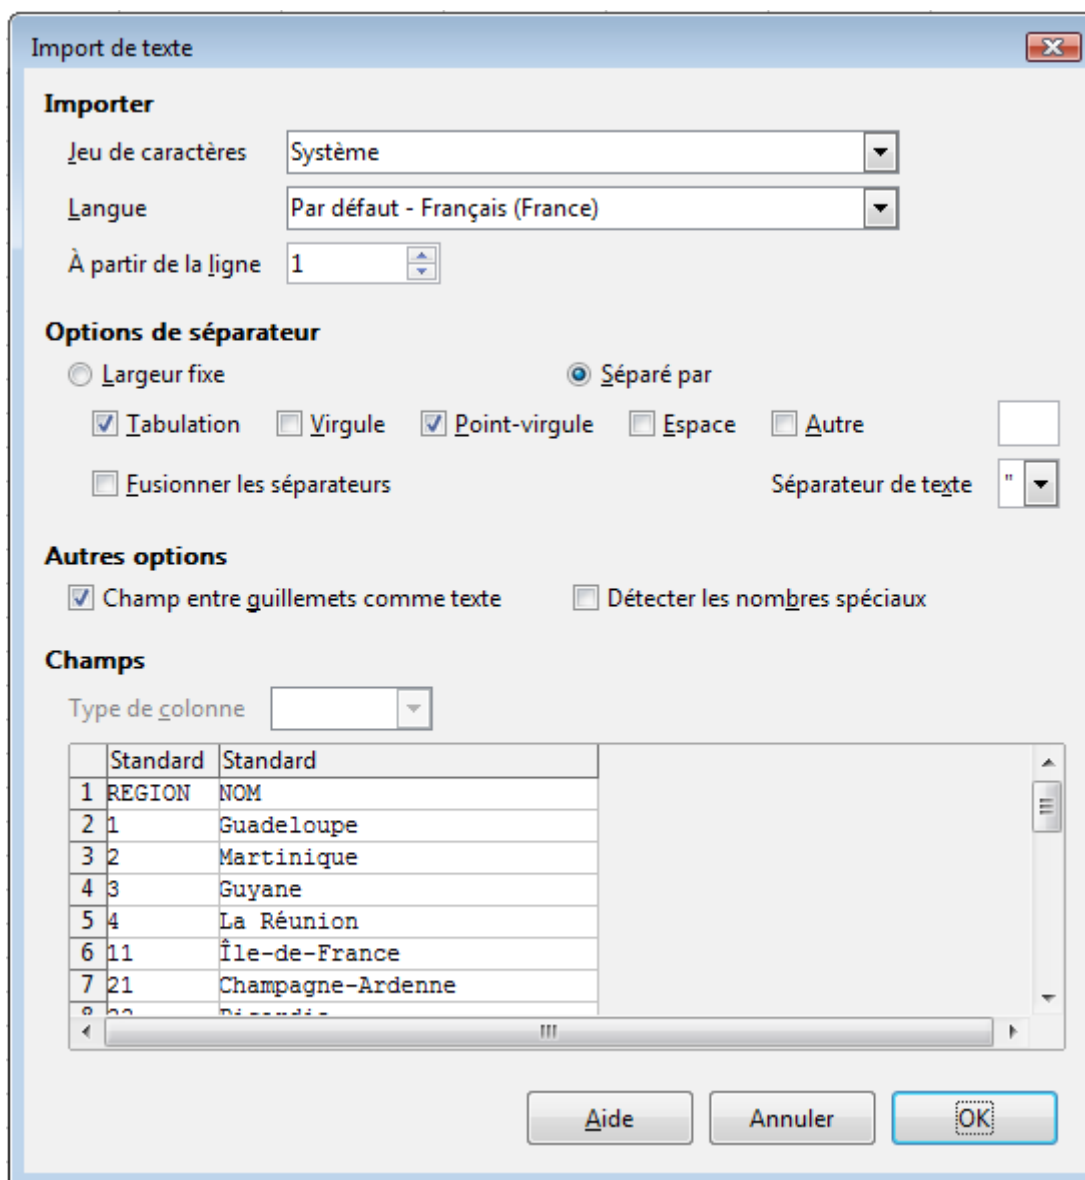 Import de texte
Importer
Jeu de caractères Système
Langue Par défaut - Français (France)
À partir de la ligne 1
Options de séparateur
Largeur fixe Séparé par
Tabulation Virgule Point-virgule Espace Autre
Fusionner les séparateurs Séparateur de texte "
Autres options
Champ entre guillemets comme texte Détecter les nombres spéciaux
Champs
Type de colonne
Standard Standard
1 REGION NOM
2 1 Guadeloupe
3 2 Martinique
4 3 Guyane
5 4 La Réunion
6 11 Île-de-France
7 21 Champagne-Ardenne
8 22 Picardie
Aide Annuler OK